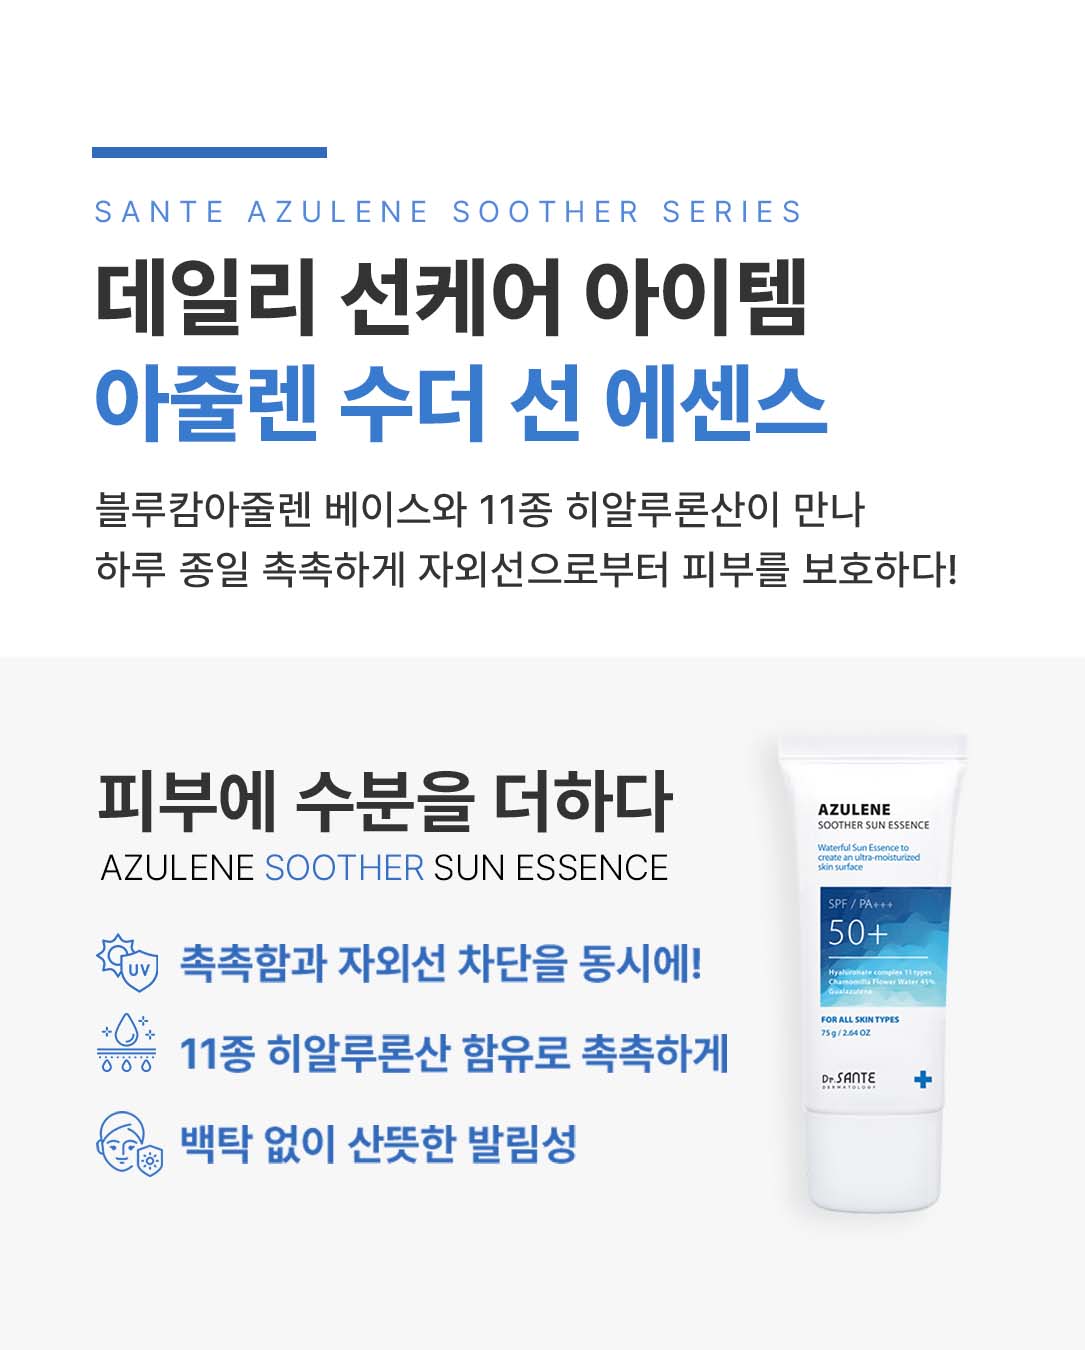 SANTE AZULENE SOOTHER SERIES
데일리 선케어 아이템
아줄렌 수더 선 에센스
블루캄아줄렌 베이스와 11종 히알루론산이 만나
하루 종일 촉촉하게 자외선으로부터 피부를 보호하다!
피부에 수분을 더하다
AZULENE SOOTHER SUN ESSENCE
UV
촉촉함과 자외선 차단을 동시에!
11종 히알루론산 함유로 촉촉하게
백탁 없이 산뜻한 발림성
AZULENE
SOOTHER SUN ESSENCE
Waterful Sun Essence to
create an ultra-moisturized
skin surface
SPF / PA+++
50+
Hyaluronate complex 11 types
Chamomilla Flower Water 45%
Guaiazulene
FOR ALL SKIN TYPES
75 g / 2.64 OZ
Dr.SANTE
DERMATOLOGY